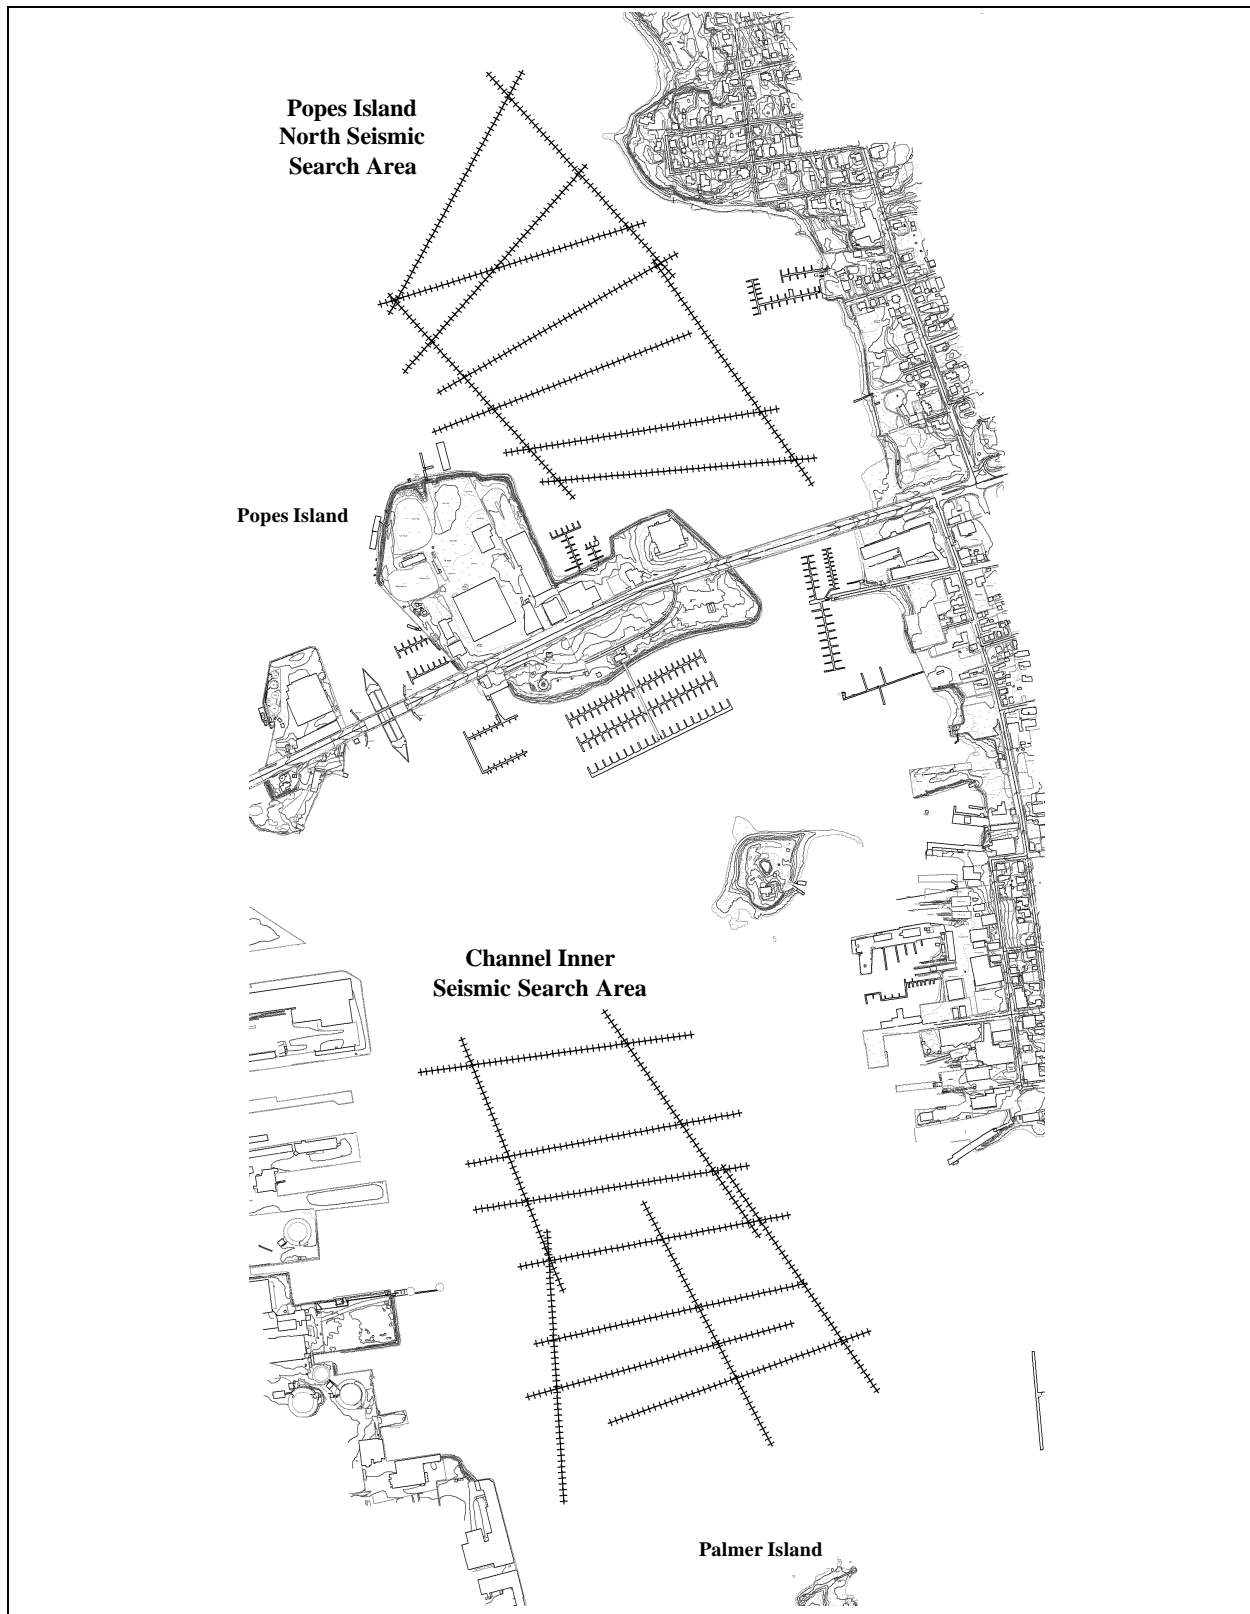 Popes Island
North Seismic
Search Area
Popes Island
Channel Inner
Seismic Search Area
Palmer Island